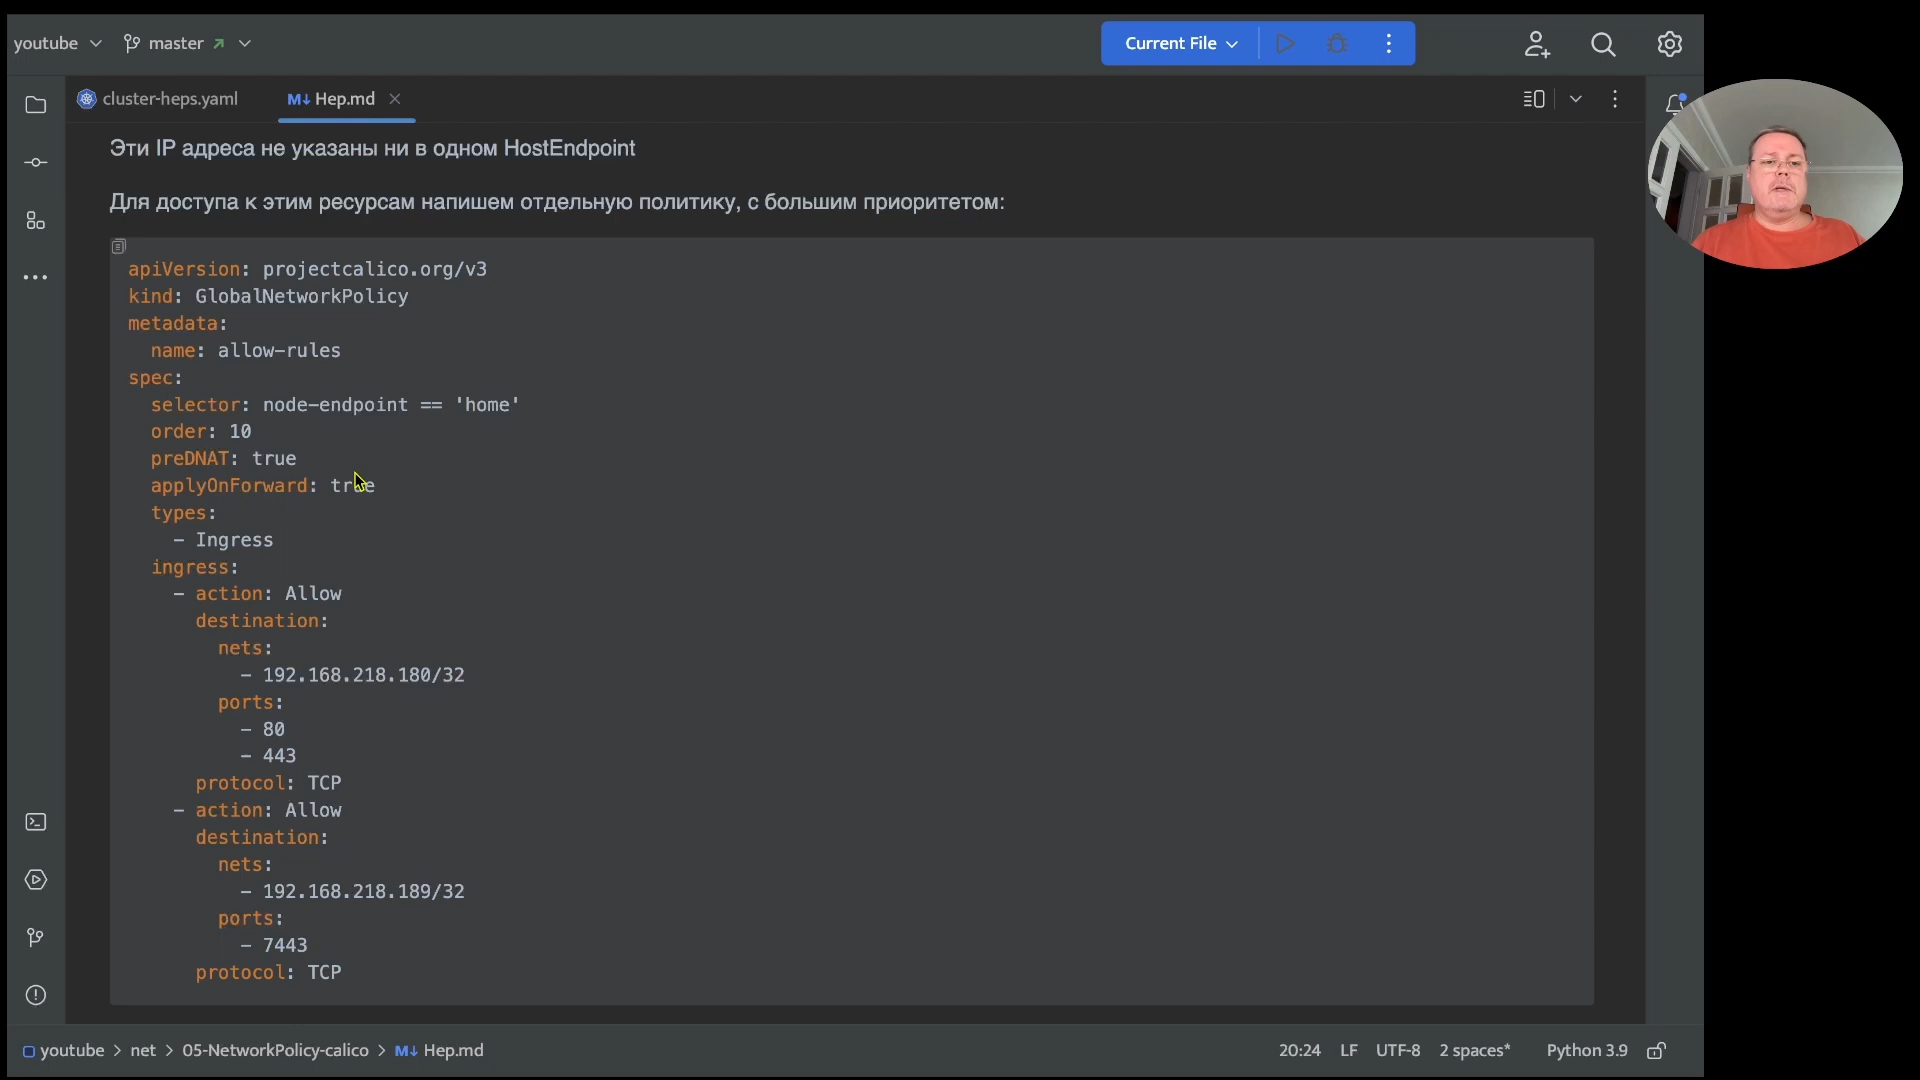 youtube master Current File
cluster-heps.yaml M↓ Hep.md
Эти IP адреса не указаны ни в одном HostEndpoint
Для доступа к этим ресурсам напишем отдельную политику, с большим приоритетом:
apiVersion: projectcalico.org/v3
kind: GlobalNetworkPolicy
metadata:
  name: allow-rules
spec:
  selector: node-endpoint == 'home'
  order: 10
  preDNAT: true
  applyOnForward: true
  types:
    - Ingress
  ingress:
    - action: Allow
      destination:
        nets:
          - 192.168.218.180/32
        ports:
          - 80
          - 443
      protocol: TCP
    - action: Allow
      destination:
        nets:
          - 192.168.218.189/32
        ports:
          - 7443
      protocol: TCP
youtube > net > 05-NetworkPolicy-calico > M↓ Hep.md 20:24 LF UTF-8 2 spaces* Python 3.9